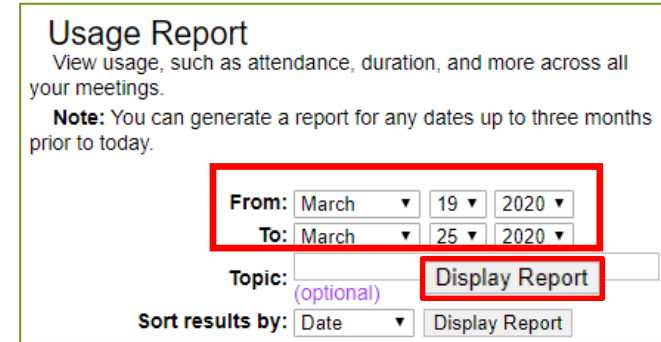 Usage Report
View usage, such as attendance, duration, and more across all
your meetings.
Note: You can generate a report for any dates up to three months
prior to today.
From: March 19 2020
To: March 25 2020
Topic: Display Report
(optional)
Sort results by: Date Display Report